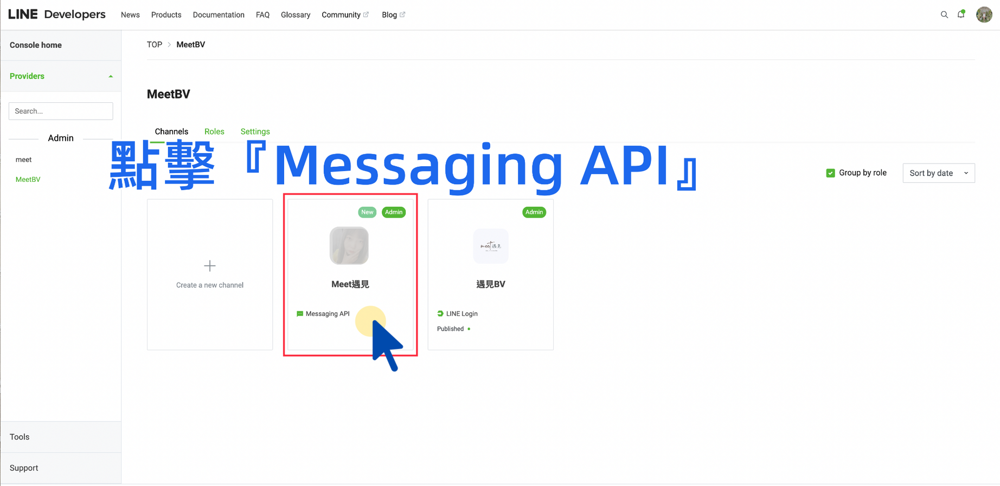 LINE Developers News Products Documentation FAQ Glossary Community Blog
Console home
TOP > MeetBV
Providers
MeetBV
Search...
Channels Roles Settings
Admin
meet
MeetBV
點擊『Messaging API』
Group by role Sort by date
Create a new channel
New Admin
Meet遇見
Messaging API
Admin
meet遇見
遇見BV
LINE Login
Published
Tools
Support